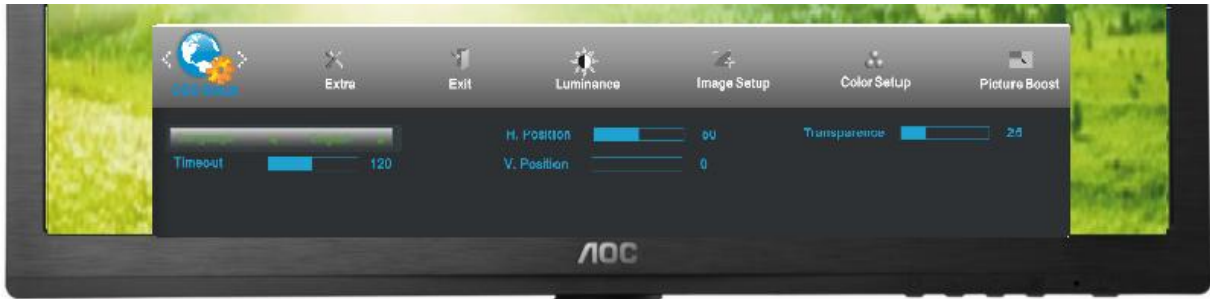 Extra Exit Luminance Image Setup Color Setup Picture Boost
H. Position 50 Transparence 25
Timeout 120 V. Position 0
AOC